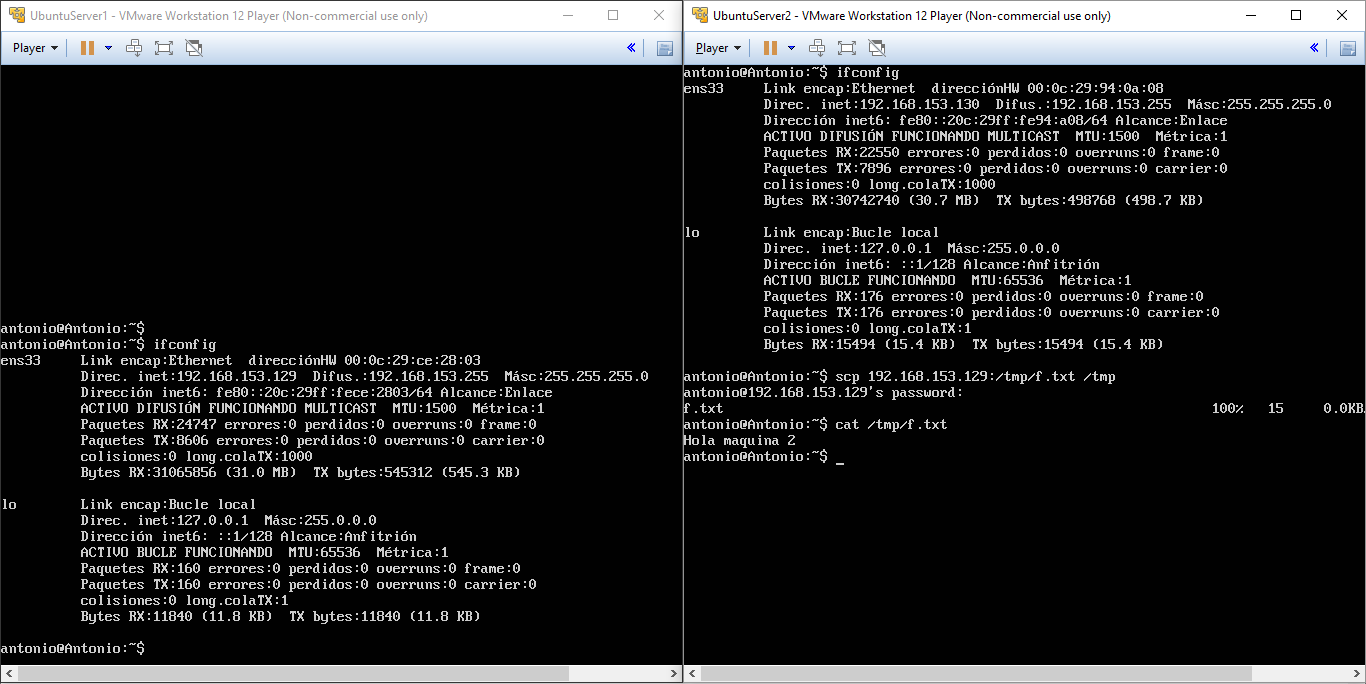 UbuntuServer1 - VMware Workstation 12 Player (Non-commercial use only)
Player
antonio@Antonio:~$
antonio@Antonio:~$ ifconfig
ens33     Link encap:Ethernet  direcciónHW 00:0c:29:ce:28:03
Direc. inet:192.168.153.129  Difus.:192.168.153.255  Másc:255.255.255.0
Dirección inet6: fe80::20c:29ff:fece:2803/64 Alcance:Enlace
ACTIVO DIFUSIÓN FUNCIONANDO MULTICAST  MTU:1500  Métrica:1
Paquetes RX:24747 errores:0 perdidos:0 overruns:0 frame:0
Paquetes TX:8606 errores:0 perdidos:0 overruns:0 carrier:0
colisiones:0 long.colaTX:1000
Bytes RX:31065856 (31.0 MB)  TX bytes:545312 (545.3 KB)
lo        Link encap:Bucle local
Direc. inet:127.0.0.1  Másc:255.0.0.0
Dirección inet6: ::1/128 Alcance:Anfitrión
ACTIVO BUCLE FUNCIONANDO  MTU:65536  Métrica:1
Paquetes RX:160 errores:0 perdidos:0 overruns:0 frame:0
Paquetes TX:160 errores:0 perdidos:0 overruns:0 carrier:0
colisiones:0 long.colaTX:1
Bytes RX:11840 (11.8 KB)  TX bytes:11840 (11.8 KB)
antonio@Antonio:~$
UbuntuServer2 - VMware Workstation 12 Player (Non-commercial use only)
Player
antonio@Antonio:~$ ifconfig
ens33     Link encap:Ethernet  direcciónHW 00:0c:29:94:0a:08
Direc. inet:192.168.153.130  Difus.:192.168.153.255  Másc:255.255.255.0
Dirección inet6: fe80::20c:29ff:fe94:a08/64 Alcance:Enlace
ACTIVO DIFUSIÓN FUNCIONANDO MULTICAST  MTU:1500  Métrica:1
Paquetes RX:22550 errores:0 perdidos:0 overruns:0 frame:0
Paquetes TX:7896 errores:0 perdidos:0 overruns:0 carrier:0
colisiones:0 long.colaTX:1000
Bytes RX:30742740 (30.7 MB)  TX bytes:498768 (498.7 KB)
lo        Link encap:Bucle local
Direc. inet:127.0.0.1  Másc:255.0.0.0
Dirección inet6: ::1/128 Alcance:Anfitrión
ACTIVO BUCLE FUNCIONANDO  MTU:65536  Métrica:1
Paquetes RX:176 errores:0 perdidos:0 overruns:0 frame:0
Paquetes TX:176 errores:0 perdidos:0 overruns:0 carrier:0
colisiones:0 long.colaTX:1
Bytes RX:15494 (15.4 KB)  TX bytes:15494 (15.4 KB)
antonio@Antonio:~$ scp 192.168.153.129:/tmp/f.txt /tmp
antonio@192.168.153.129's password:
f.txt 100% 15 0.0KB
antonio@Antonio:~$ cat /tmp/f.txt
Hola maquina 2
antonio@Antonio:~$ _